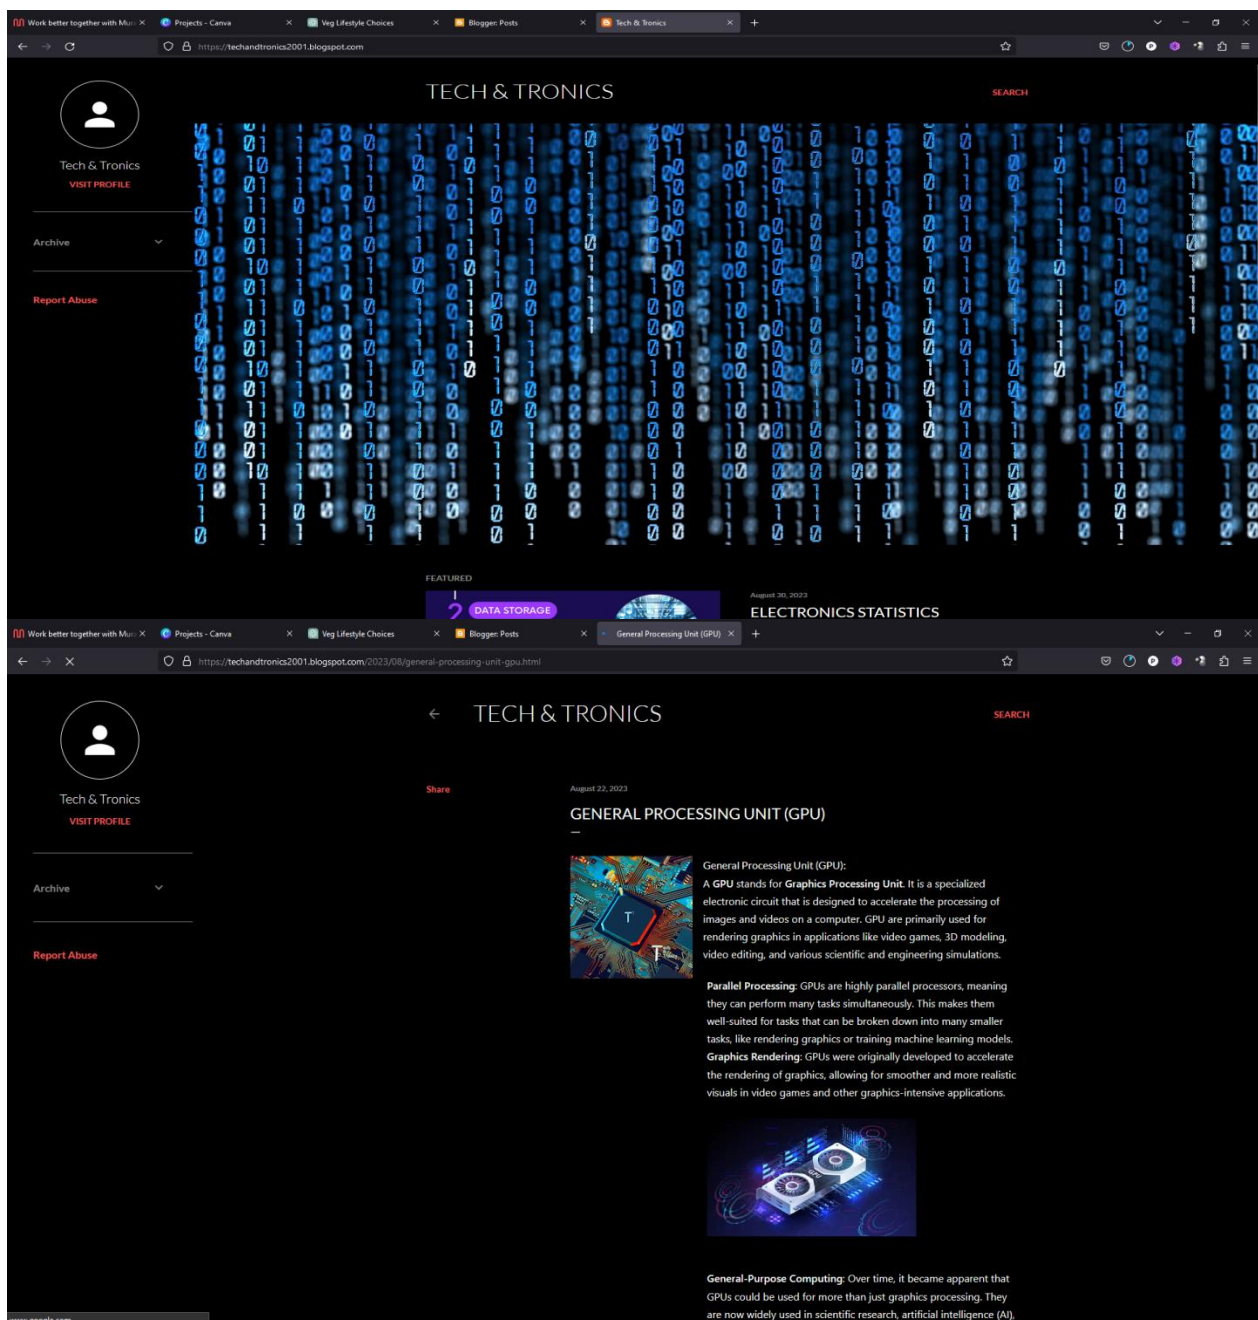 Work better together with Mur
Projects - Canva
Veg Lifestyle Choices
Blogger: Posts
Tech & Tronics
https://techandtronics2001.blogspot.com
TECH & TRONICS
SEARCH
Tech & Tronics
VISIT PROFILE
Archive
Report Abuse
FEATURED
2 DATA STORAGE
August 30, 2023
ELECTRONICS STATISTICS
Work better together with Mur
Projects - Canva
Veg Lifestyle Choices
Blogger: Posts
General Processing Unit (GPU)
https://techandtronics2001.blogspot.com/2023/08/general-processing-unit-gpu.html
TECH & TRONICS
SEARCH
Tech & Tronics
VISIT PROFILE
Archive
Report Abuse
Share
August 22, 2023
GENERAL PROCESSING UNIT (GPU)
T
T
General Processing Unit (GPU):
A GPU stands for Graphics Processing Unit. It is a specialized
electronic circuit that is designed to accelerate the processing of
images and videos on a computer. GPU are primarily used for
rendering graphics in applications like video games, 3D modeling,
video editing, and various scientific and engineering simulations.
Parallel Processing: GPUs are highly parallel processors, meaning
they can perform many tasks simultaneously. This makes them
well-suited for tasks that can be broken down into many smaller
tasks, like rendering graphics or training machine learning models.
Graphics Rendering: GPUs were originally developed to accelerate
the rendering of graphics, allowing for smoother and more realistic
visuals in video games and other graphics-intensive applications.
GPU
General-Purpose Computing: Over time, it became apparent that
GPUs could be used for more than just graphics processing. They
are now widely used in scientific research, artificial intelligence (AI),
www.google.com